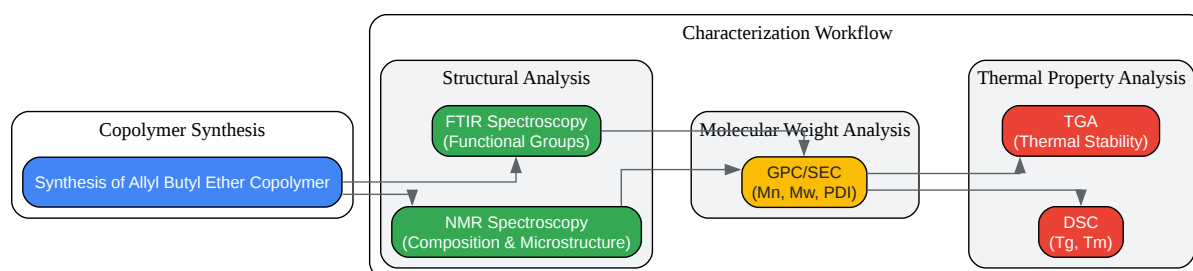 Characterization Workflow
Copolymer Synthesis
Synthesis of Allyl Butyl Ether Copolymer
Structural Analysis
FTIR Spectroscopy
(Functional Groups)
NMR Spectroscopy
(Composition & Microstructure)
Molecular Weight Analysis
GPC/SEC
(Mn, Mw, PDI)
Thermal Property Analysis
TGA
(Thermal Stability)
DSC
(Tg, Tm)